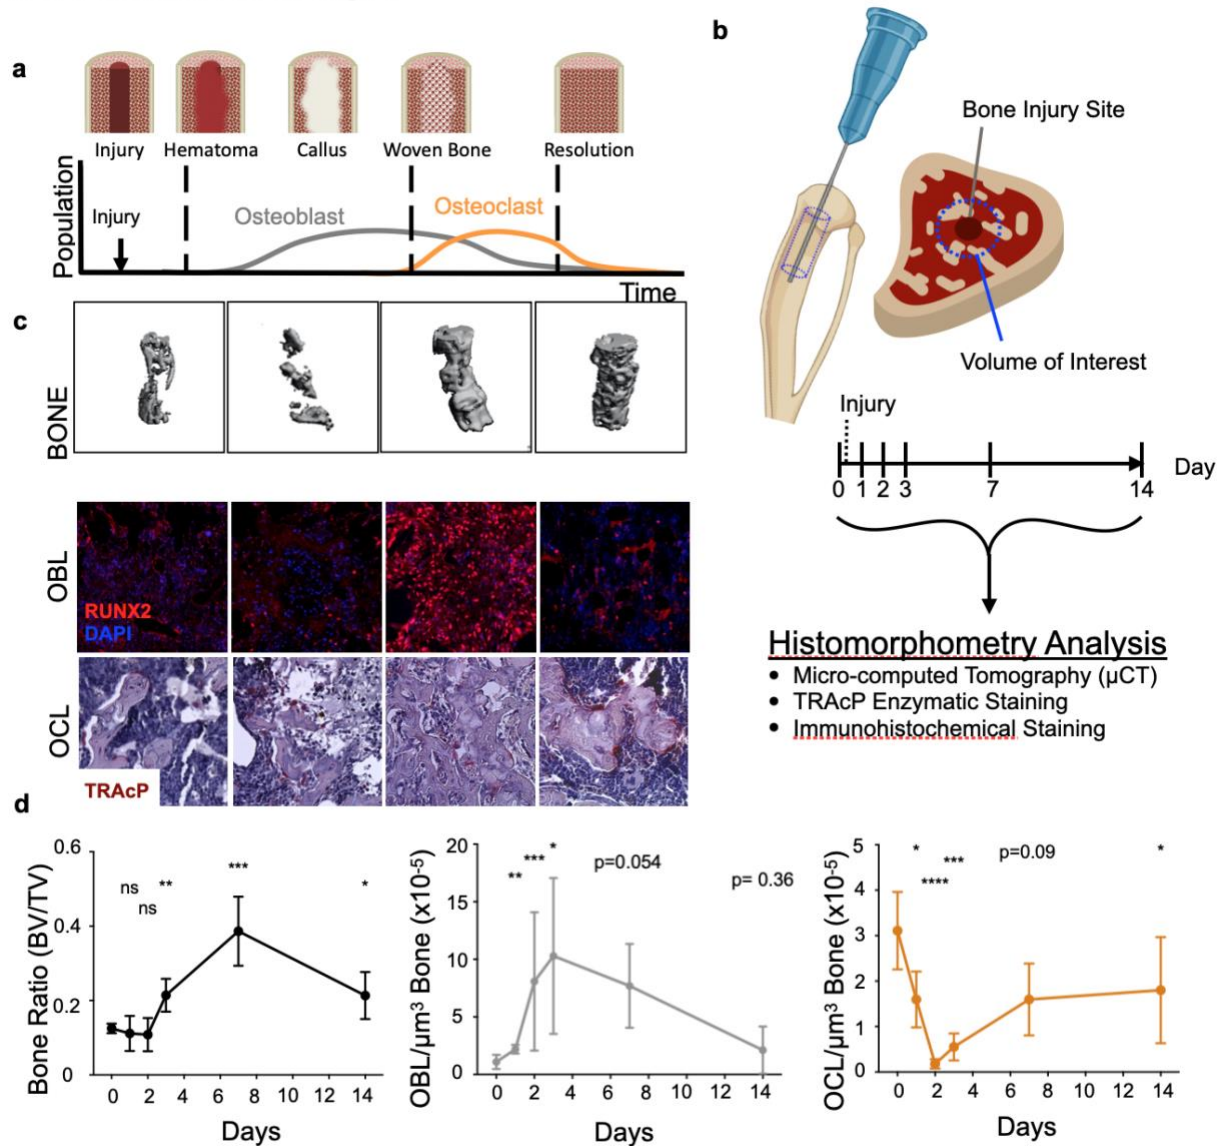 a
Injury Hematoma Callus Woven Bone Resolution
Population
Injury
Osteoblast
Osteoclast
Time
b
Bone Injury Site
Volume of Interest
Injury
Day
0 1 2 3 7 14
Histomorphometry Analysis
• Micro-computed Tomography (µCT)
• TRAcP Enzymatic Staining
• Immunohistochemical Staining
c
BONE
OBL
RUNX2
DAPI
OCL
TRAcP
d
Bone Ratio (BV/TV)
0.6
0.4
0.2
0
ns
ns
**
***
*
0 2 4 6 8 10 12 14
Days
OBL/µm³ Bone (x10⁻⁵)
20
15
10
5
0
**
***
*
p=0.054
p= 0.36
0 2 4 6 8 10 12 14
Days
OCL/µm³ Bone (x10⁻⁵)
5
4
3
2
1
0
*
****
***
p=0.09
*
0 2 4 6 8 10 12 14
Days